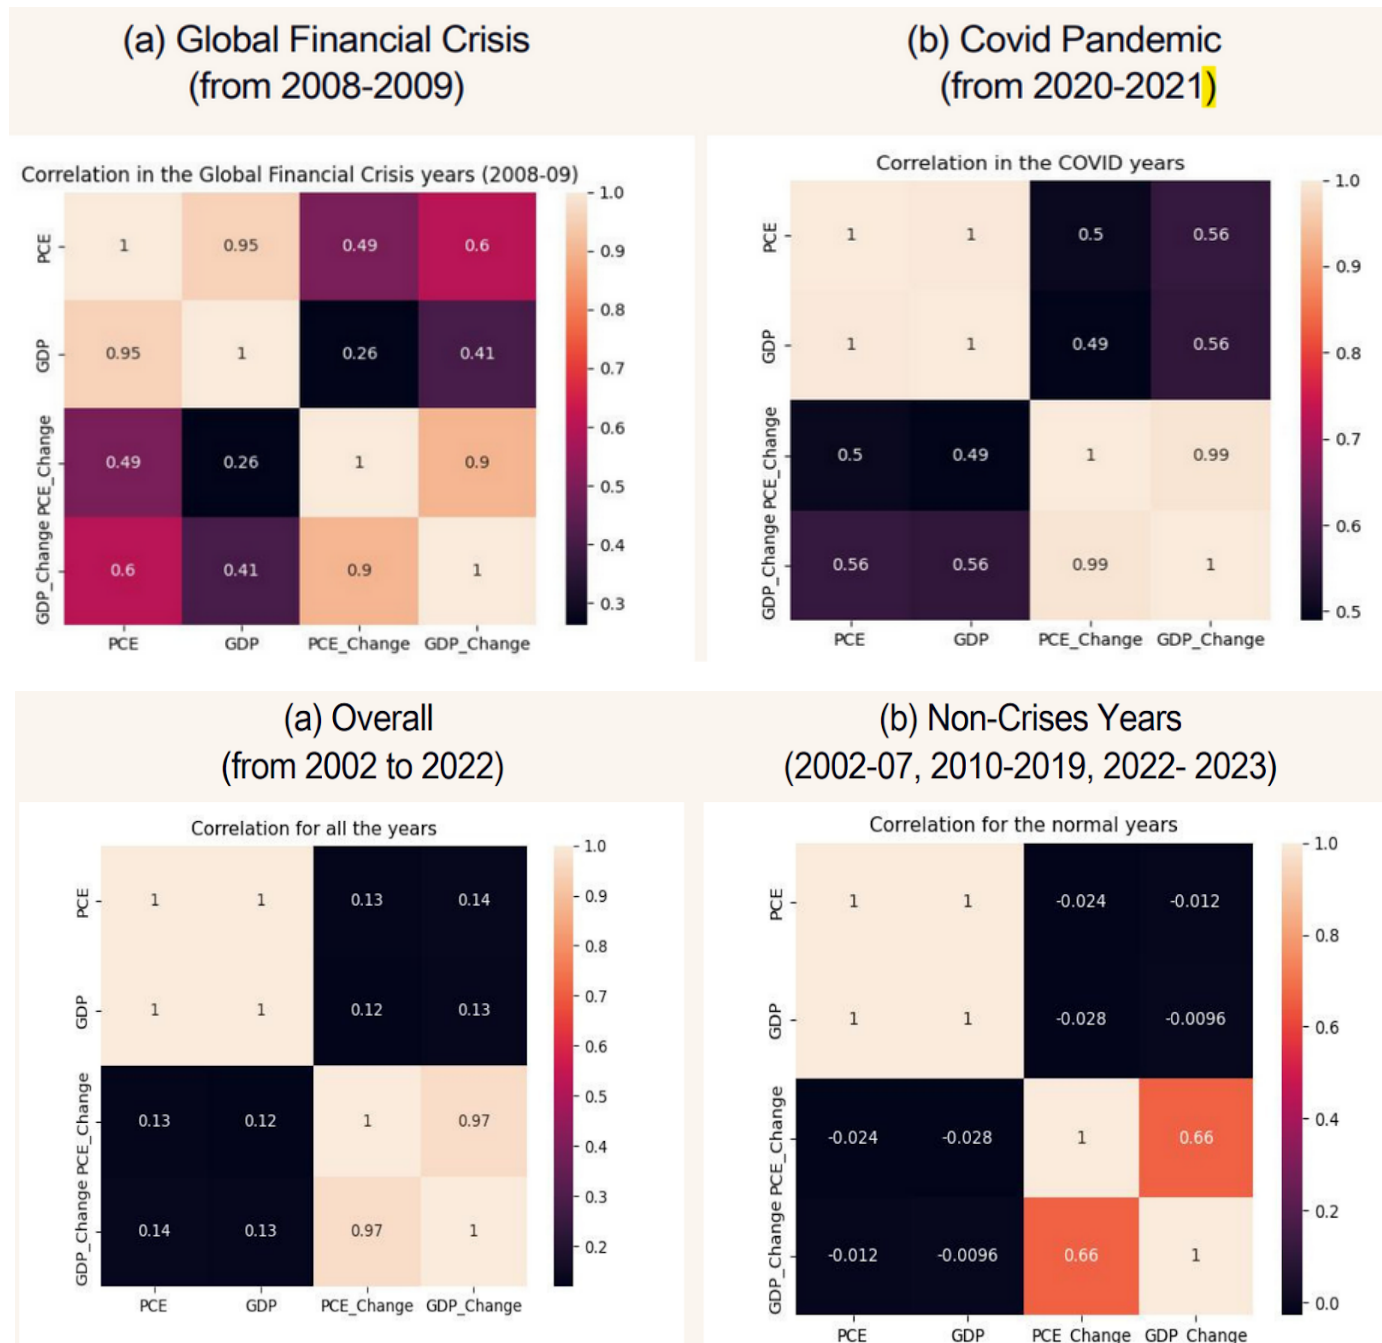 (a) Global Financial Crisis
(from 2008-2009)
(b) Covid Pandemic
(from 2020-2021)
Correlation in the Global Financial Crisis years (2008-09)
PCE
1 0.95 0.49 0.6
GDP
0.95 1 0.26 0.41
PCE_Change
0.49 0.26 1 0.9
GDP_Change
0.6 0.41 0.9 1
PCE GDP PCE_Change GDP_Change
1.0
0.9
0.8
0.7
0.6
0.5
0.4
0.3
Correlation in the COVID years
PCE
1 1 0.5 0.56
GDP
1 1 0.49 0.56
PCE_Change
0.5 0.49 1 0.99
GDP_Change
0.56 0.56 0.99 1
PCE GDP PCE_Change GDP_Change
1.0
0.9
0.8
0.7
0.6
0.5
(a) Overall
(from 2002 to 2022)
(b) Non-Crises Years
(2002-07, 2010-2019, 2022- 2023)
Correlation for all the years
PCE
1 1 0.13 0.14
GDP
1 1 0.12 0.13
PCE_Change
0.13 0.12 1 0.97
GDP_Change
0.14 0.13 0.97 1
PCE GDP PCE_Change GDP_Change
1.0
0.9
0.8
0.7
0.6
0.5
0.4
0.3
0.2
Correlation for the normal years
PCE
1 1 -0.024 -0.012
GDP
1 1 -0.028 -0.0096
PCE_Change
-0.024 -0.028 1 0.66
GDP_Change
-0.012 -0.0096 0.66 1
PCE GDP PCE_Change GDP_Change
1.0
0.8
0.6
0.4
0.2
0.0